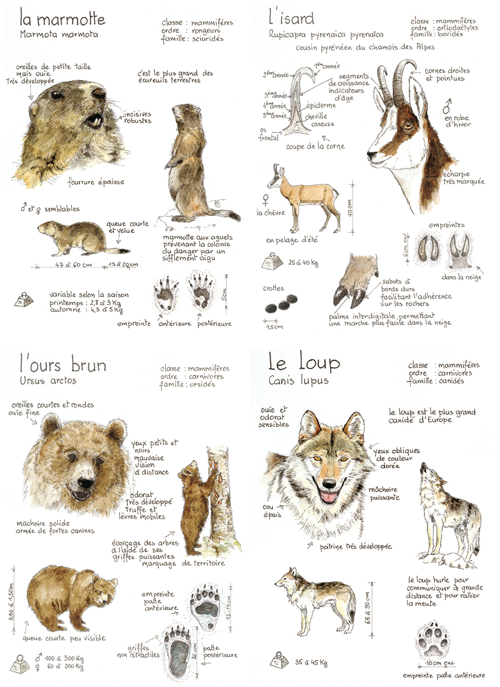 la marmotte
Marmota marmota
classe : mammifères
ordre : rongeurs
famille : sciuridés
oreilles de petite taille
mais ouïe
très développée
c'est le plus grand des
écureuils terrestres
incisives
robustes
fourrure épaisse
♂ et ♀ semblables
queue courte
et velue
47 à 60 cm
13 à 20 cm
marmotte aux aguets
prévenant la colonie
du danger par un
sifflement aigu
variable selon la saison
printemps : 2,8 à 3 Kg
automne : 4,5 à 5 Kg
empreinte antérieure
postérieure
l'isard
Rupicapra pyrenaïca pyrenaïca
cousin pyrénéen du chamois des Alpes
classe : mammifères
ordre : artiodactyles
famille : bovidés
1ère année
2ème année
3ème année
4ème année
5ème année
segments
de croissance
indicateurs
d'âge
épiderme
cheville
osseuse
os
frontal
coupe de la corne
cornes droites
et pointues
♂
en robe
d'hiver
écharpe
très marquée
♀
la chèvre
en pelage d'été
25 à 40 Kg
empreintes
6 cm
dans la neige
crottes
1,5 cm
sabots à
bords durs
facilitant l'adhérence
sur les rochers
palme interdigitale, permettant
une marche plus facile dans la neige
l'ours brun
Ursus arctos
classe : mammifères
ordre : carnivores
famille : ursidés
oreilles courtes et rondes
ouïe fine
yeux petits et
noirs
mauvaise
vision
à distance
odorat
très développé
truffe et
lèvres mobiles
machoire solide
armée de fortes canines
écorçage des arbres
à l'aide de ses
griffes puissantes
marquage de territoire
queue courte peu visible
empreinte
patte
antérieure
griffes
non rétractiles
patte
postérieure
♂ 100 à 300 Kg
♀ 60 à 200 Kg
le loup
Canis lupus
classe : mammifères
ordre : carnivores
famille : canidés
ouïe et
odorat
sensibles
le loup est le plus grand
canidé d'Europe
yeux obliques
de couleur
dorée
mâchoire
puissante
cou
épais
poitrine très développée
65 à 80 cm
le loup hurle pour
communiquer à grande
distance et pour rallier
la meute
35 à 45 Kg
10 cm env.
empreinte patte antérieure